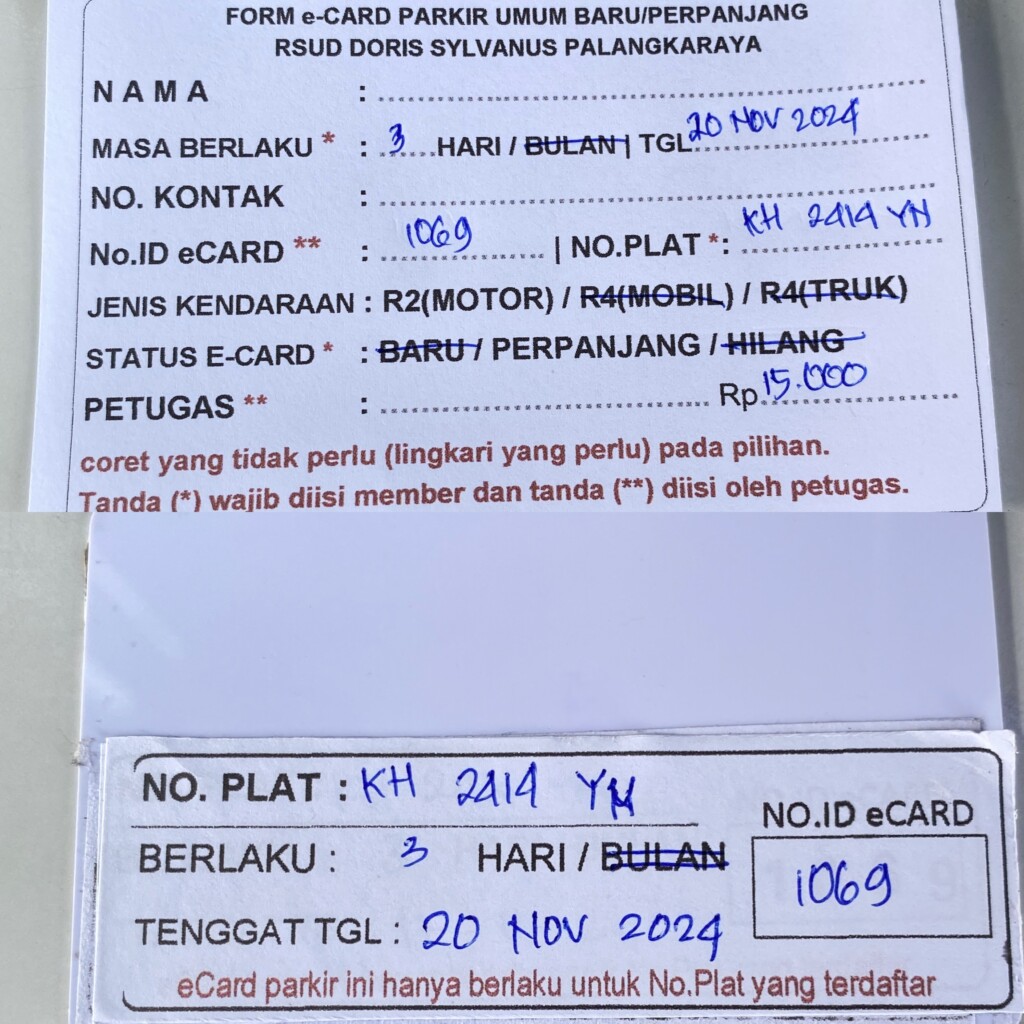 FORM e-CARD PARKIR UMUM BARU/PERPANJANG
RSUD DORIS SYLVANUS PALANGKARAYA
N A M A : ........................
MASA BERLAKU * : 3 HARI / BULAN | TGL 20 NOV 2024
NO. KONTAK : ........................
No.ID eCARD ** : 1069 | NO.PLAT *: KH 2414 YN
JENIS KENDARAAN : R2(MOTOR) / R4(MOBIL) / R4(TRUK)
STATUS E-CARD * : BARU / PERPANJANG / HILANG
PETUGAS ** : ........................ Rp 15.000
coret yang tidak perlu (lingkari yang perlu) pada pilihan.
Tanda (*) wajib diisi member dan tanda (**) diisi oleh petugas.
NO. PLAT : KH 2414 YN
BERLAKU : 3 HARI / BULAN
TENGGAT TGL : 20 NOV 2024
NO.ID eCARD
1069
eCard parkir ini hanya berlaku untuk No.Plat yang terdaftar